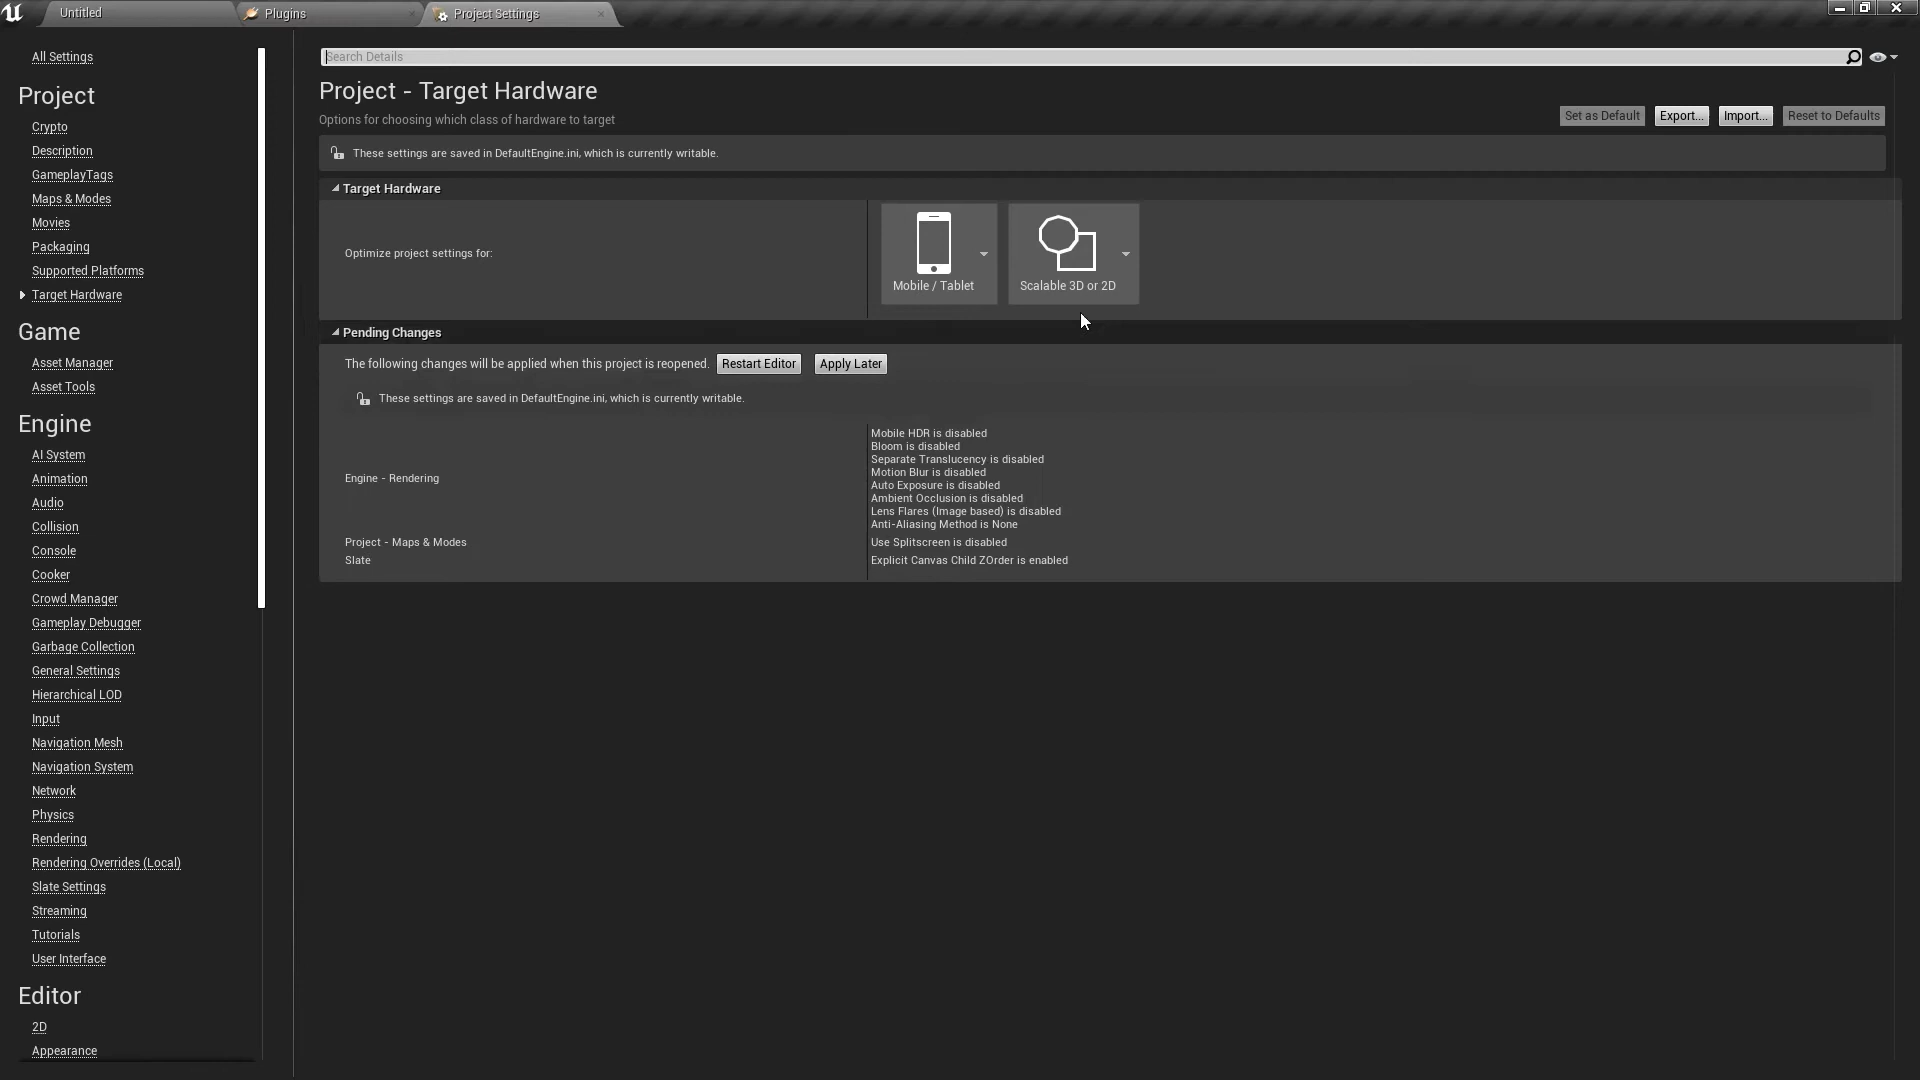 Untitled
Plugins
Project Settings
All Settings
Project
Crypto
Description
GameplayTags
Maps & Modes
Movies
Packaging
Supported Platforms
Target Hardware
Game
Asset Manager
Asset Tools
Engine
AI System
Animation
Audio
Collision
Console
Cooker
Crowd Manager
Gameplay Debugger
Garbage Collection
General Settings
Hierarchical LOD
Input
Navigation Mesh
Navigation System
Network
Physics
Rendering
Rendering Overrides (Local)
Slate Settings
Streaming
Tutorials
User Interface
Editor
2D
Appearance
Search Details
Project - Target Hardware
Options for choosing which class of hardware to target
Set as Default
Export...
Import...
Reset to Defaults
These settings are saved in DefaultEngine.ini, which is currently writable.
Target Hardware
Optimize project settings for:
Mobile / Tablet
Scalable 3D or 2D
Pending Changes
The following changes will be applied when this project is reopened.
Restart Editor
Apply Later
These settings are saved in DefaultEngine.ini, which is currently writable.
Engine - Rendering
Mobile HDR is disabled
Bloom is disabled
Separate Translucency is disabled
Motion Blur is disabled
Auto Exposure is disabled
Ambient Occlusion is disabled
Lens Flares (Image based) is disabled
Anti-Aliasing Method is None
Project - Maps & Modes
Use Splitscreen is disabled
Slate
Explicit Canvas Child ZOrder is enabled